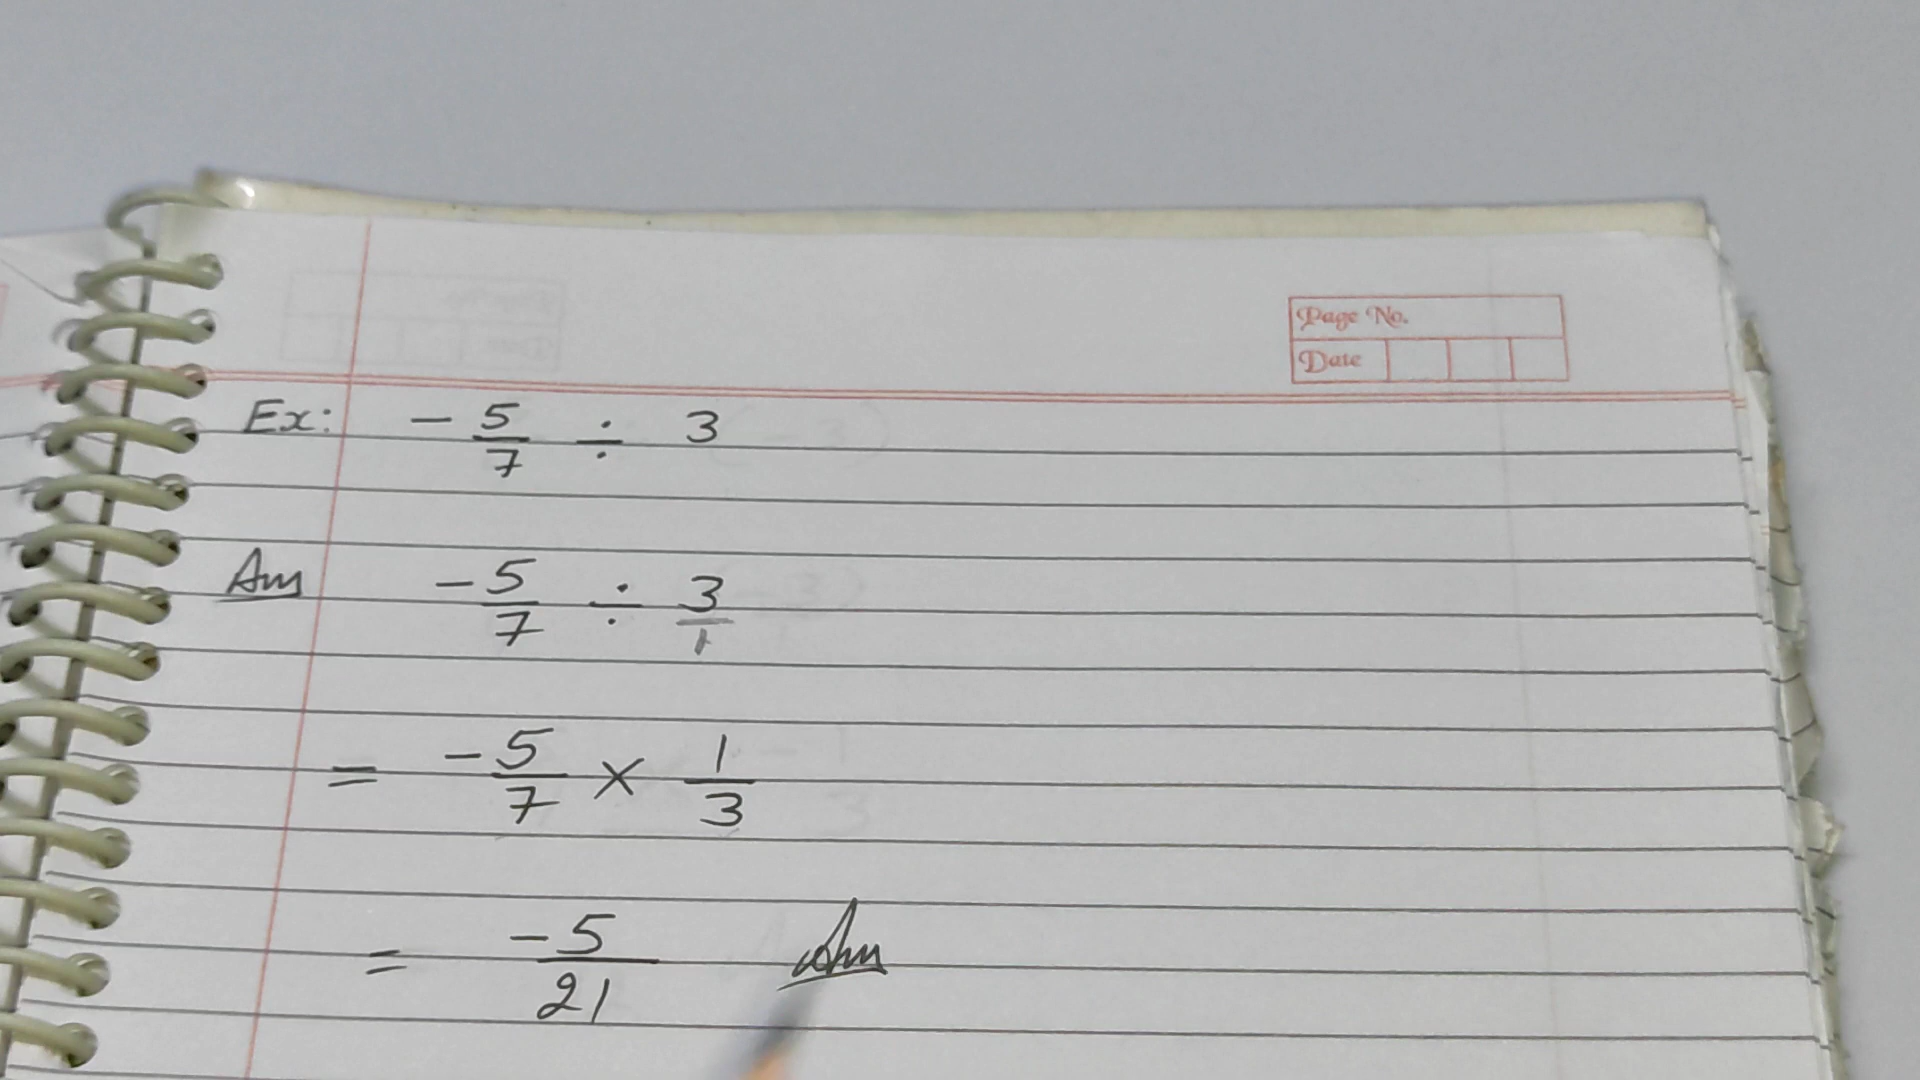 Page No.
Date
Ex: -5/7 ÷ 3
Ans -5/7 ÷ 3/1
= -5/7 × 1/3
= -5/21 Ans